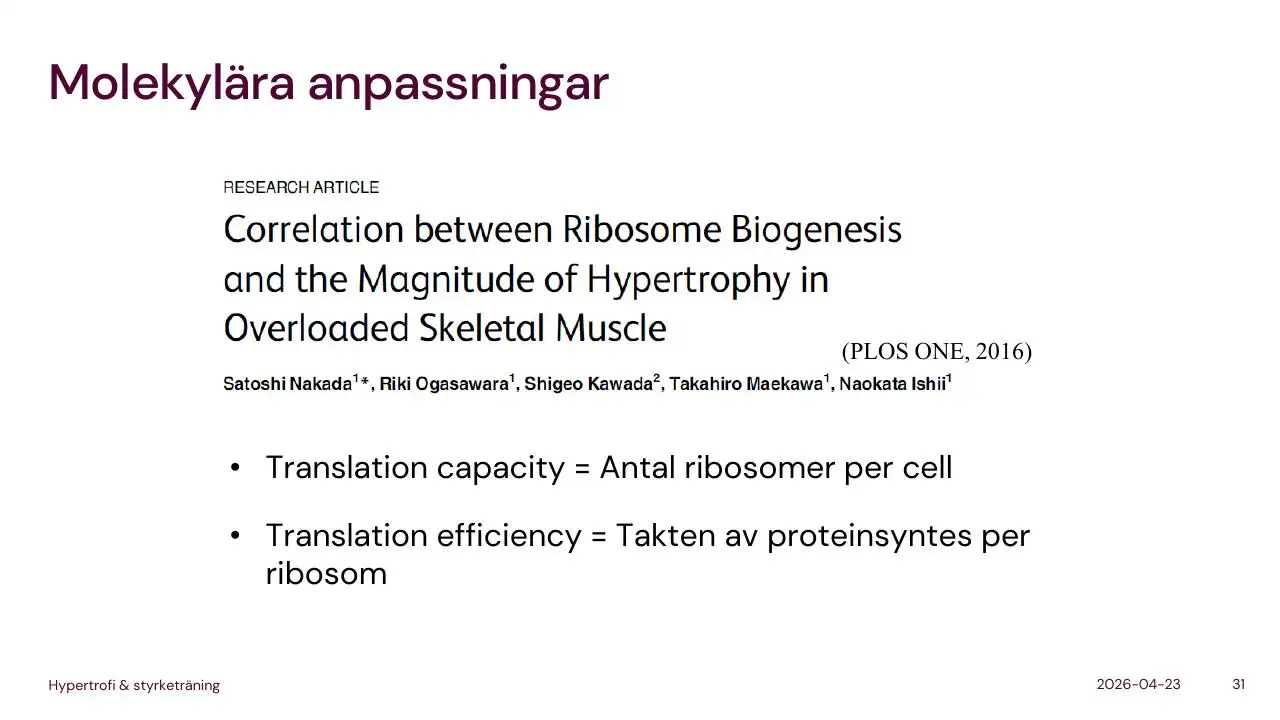 Molekylära anpassningar
RESEARCH ARTICLE
Correlation between Ribosome Biogenesis
and the Magnitude of Hypertrophy in
Overloaded Skeletal Muscle
(PLOS ONE, 2016)
Satoshi Nakada1*, Riki Ogasawara1, Shigeo Kawada2, Takahiro Maekawa1, Naokata Ishii1
• Translation capacity = Antal ribosomer per cell
• Translation efficiency = Takten av proteinsyntes per
ribosom
Hypertrofi & styrketräning
2026-04-23
31